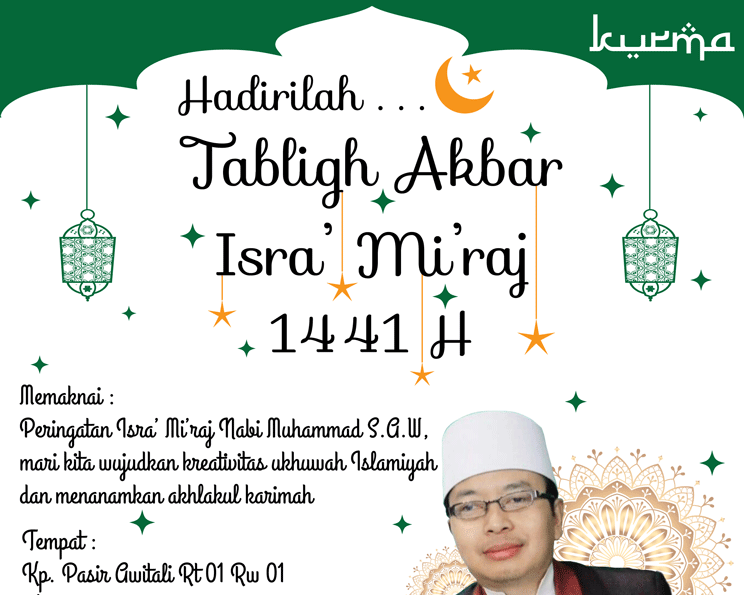 kurma
Hadirilah . . .
Tabligh Akbar
Isra' Mi'raj
1441 H
Memaknai :
Peringatan Isra' Mi'raj Nabi Muhammad S.A.W,
mari kita wujudkan kreativitas ukhuwah Islamiyah
dan menanamkan akhlakul karimah
Tempat :
Kp. Pasir Awitali Rt 01 Rw 01